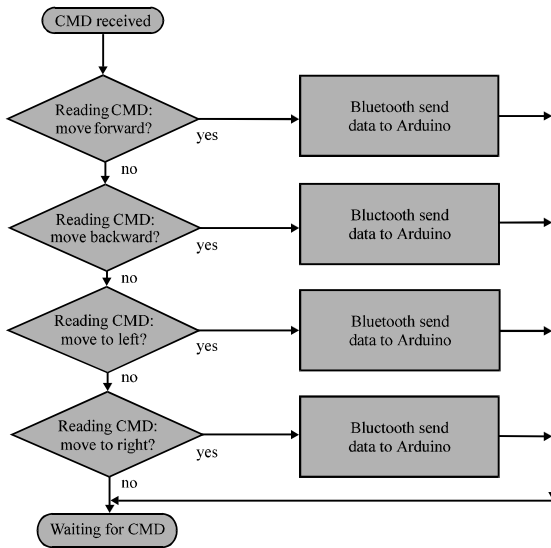 CMD received
Reading CMD:
move forward?
yes
Bluetooth send
data to Arduino
no
Reading CMD:
move backward?
yes
Bluetooth send
data to Arduino
no
Reading CMD:
move to left?
yes
Bluetooth send
data to Arduino
no
Reading CMD:
move to right?
yes
Bluctooth send
data to Arduino
no
Waiting for CMD